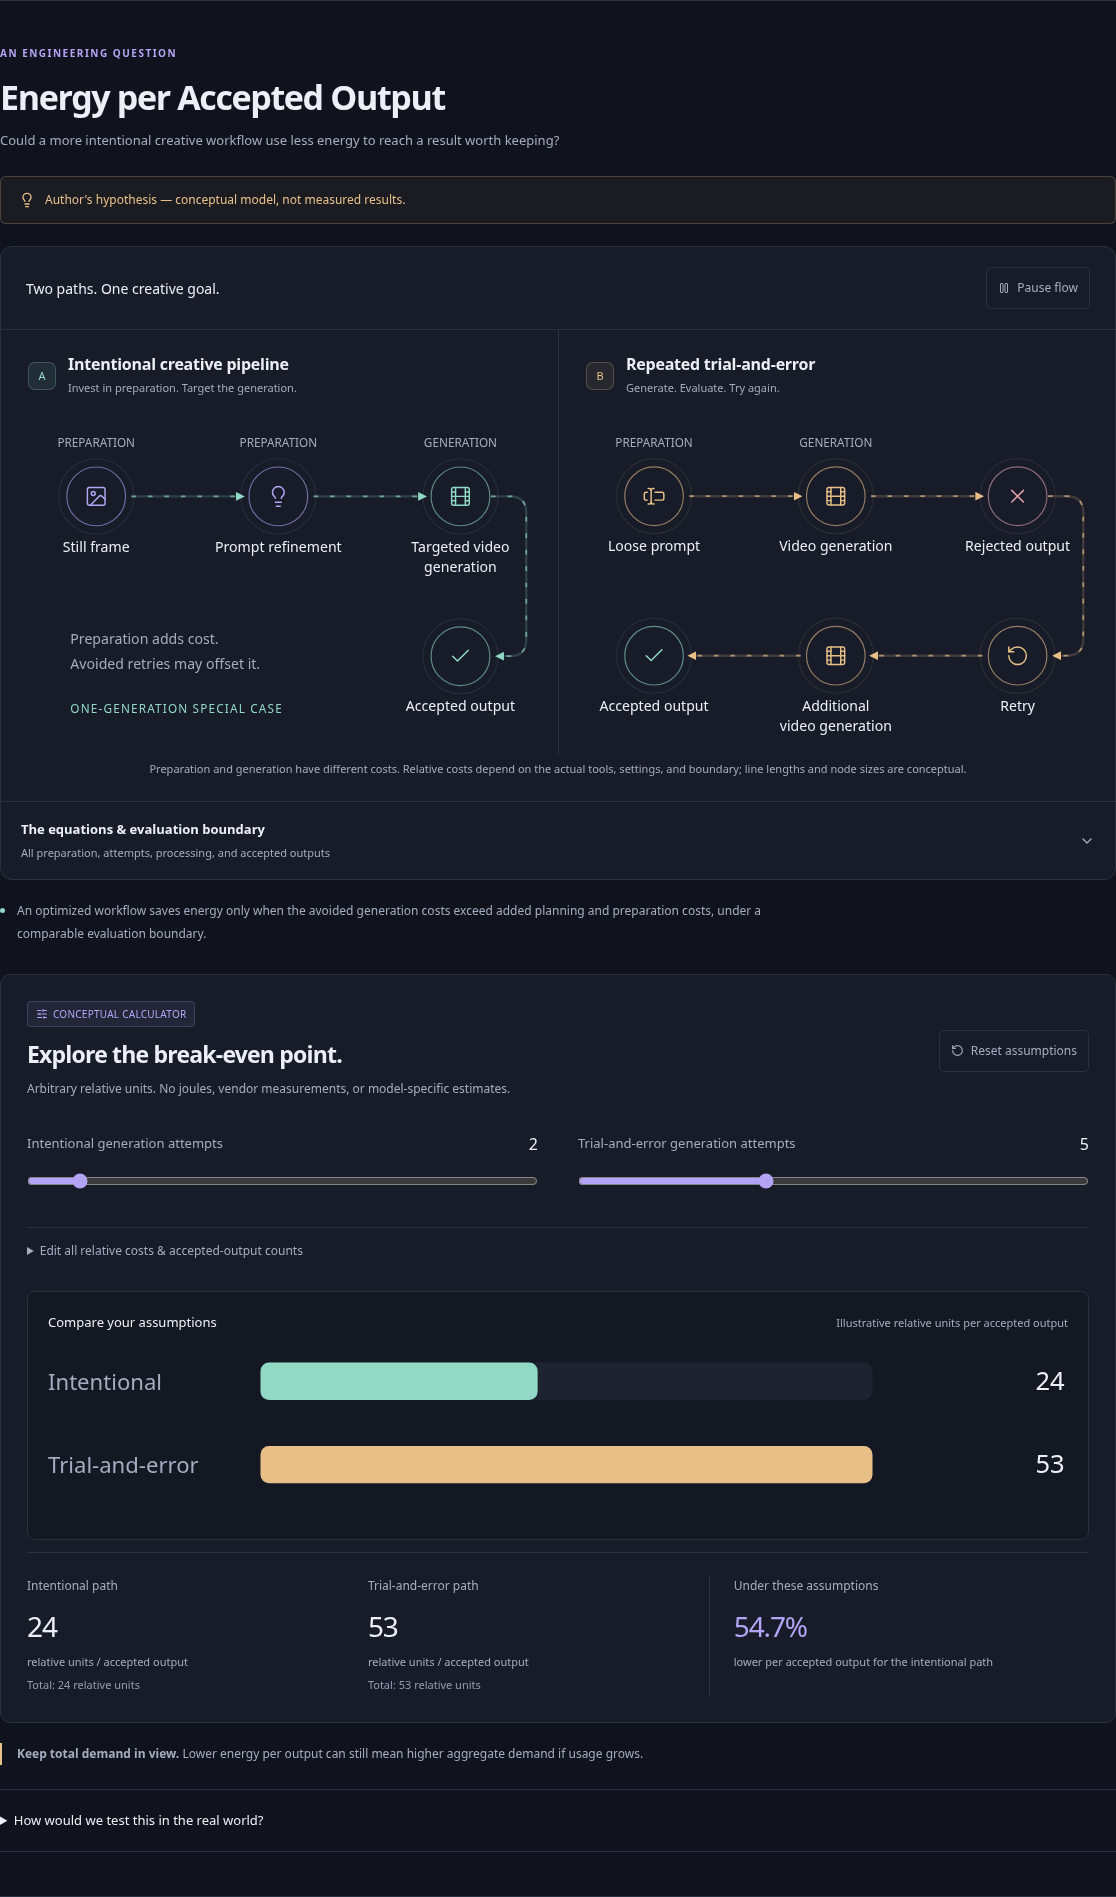 AN ENGINEERING QUESTION
Energy per Accepted Output
Could a more intentional creative workflow use less energy to reach a result worth keeping?
Author's hypothesis — conceptual model, not measured results.
Two paths. One creative goal.
Pause flow
A
Intentional creative pipeline
Invest in preparation. Target the generation.
PREPARATION
PREPARATION
GENERATION
Still frame
Prompt refinement
Targeted video
generation
Preparation adds cost.
Avoided retries may offset it.
ONE-GENERATION SPECIAL CASE
Accepted output
B
Repeated trial-and-error
Generate. Evaluate. Try again.
PREPARATION
GENERATION
Loose prompt
Video generation
Rejected output
Accepted output
Additional
video generation
Retry
Preparation and generation have different costs. Relative costs depend on the actual tools, settings, and boundary; line lengths and node sizes are conceptual.
The equations & evaluation boundary
All preparation, attempts, processing, and accepted outputs
An optimized workflow saves energy only when the avoided generation costs exceed added planning and preparation costs, under a
comparable evaluation boundary.
CONCEPTUAL CALCULATOR
Explore the break-even point.
Reset assumptions
Arbitrary relative units. No joules, vendor measurements, or model-specific estimates.
Intentional generation attempts
2
Trial-and-error generation attempts
5
Edit all relative costs & accepted-output counts
Compare your assumptions
Illustrative relative units per accepted output
Intentional
24
Trial-and-error
53
Intentional path
24
relative units / accepted output
Total: 24 relative units
Trial-and-error path
53
relative units / accepted output
Total: 53 relative units
Under these assumptions
54.7%
lower per accepted output for the intentional path
Keep total demand in view. Lower energy per output can still mean higher aggregate demand if usage grows.
How would we test this in the real world?